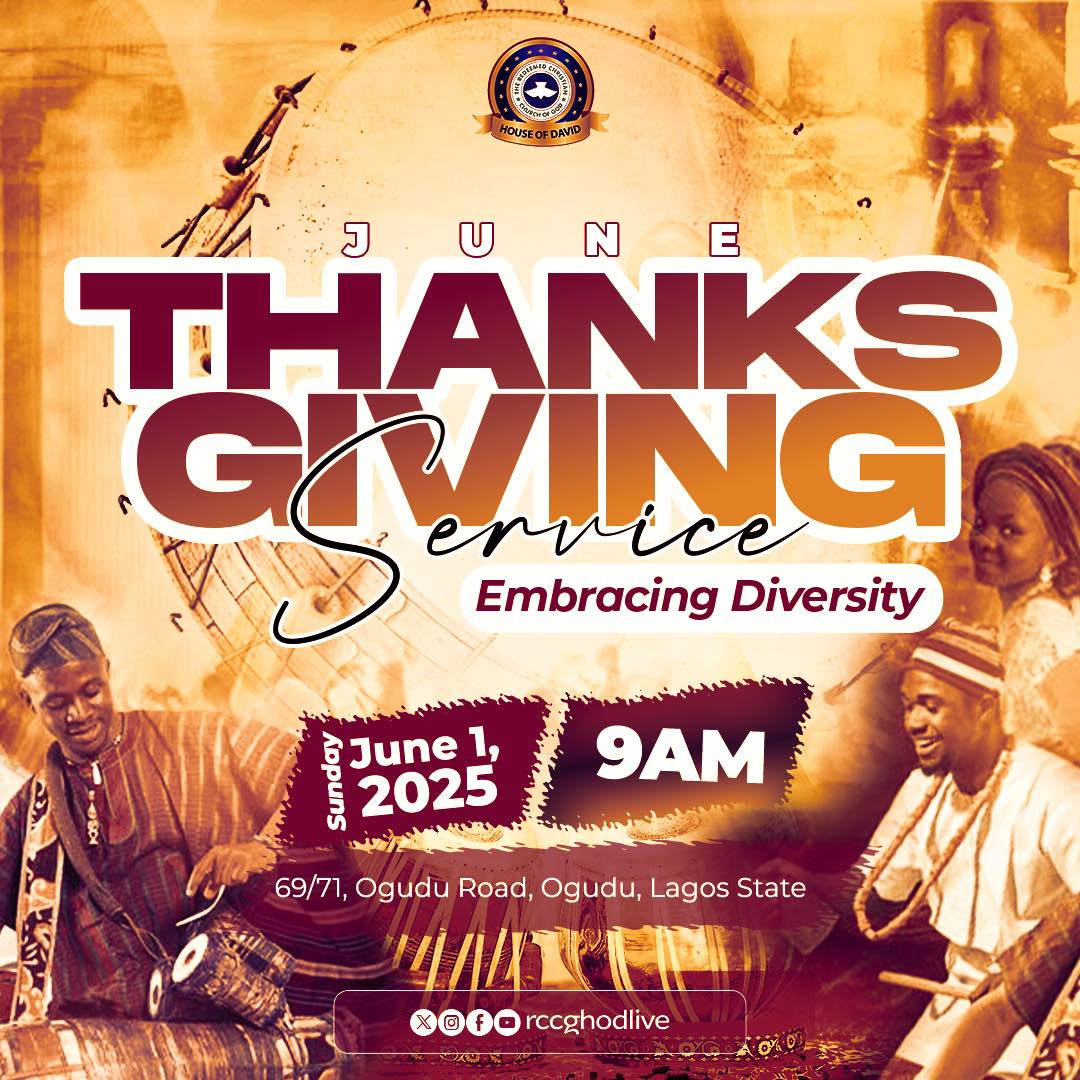 THE REDEEMED CHRISTIAN
CHURCH OF GOD
HOUSE OF DAVID
JUNE
THANKS
GIVING
Service
Embracing Diversity
Sunday
June 1,
2025
9AM
69/71, Ogudu Road, Ogudu, Lagos State
rccghodlive